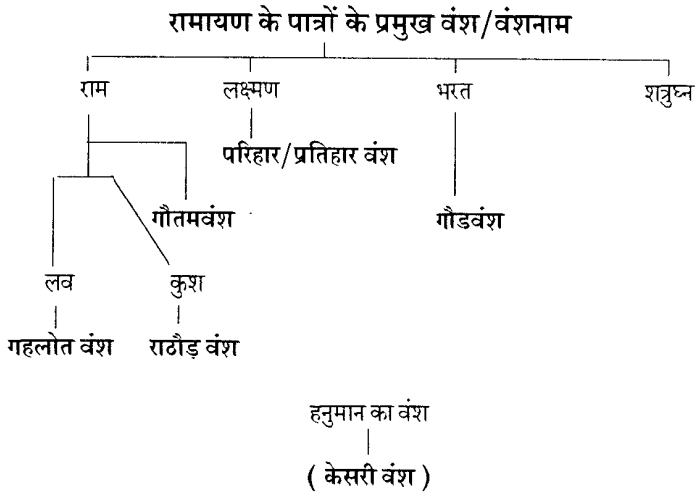 रामायण के पात्रों के प्रमुख वंश/वंशनाम
राम लक्ष्मण भरत शत्रुघ्न
परिहार/प्रतिहार वंश
गौतमवंश गौडवंश
लव कुश
गहलोत वंश राठौड़ वंश
हनुमान का वंश
( केसरी वंश )